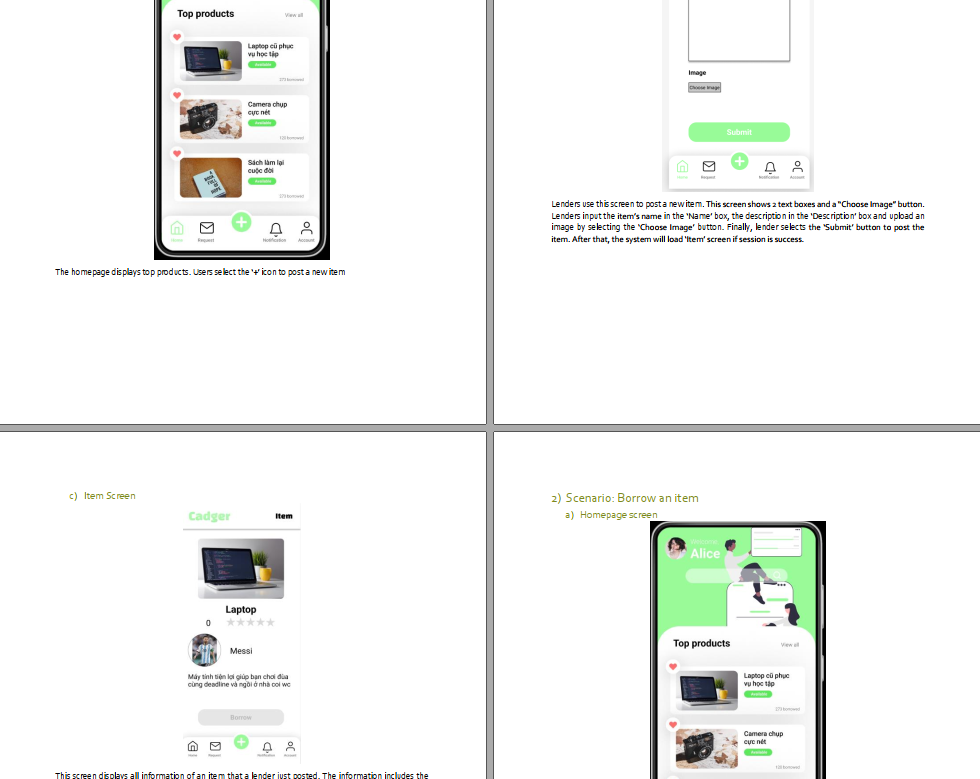 Top products
View all
Laptop cũ phục
vụ học tập
Available
273 borrowed
Camera chụp
cực nét
Available
Sách làm lại
cuộc đời
Available
273 borrowed
A BOOK FULL OF HOPE
Home
Request
+
Notification
Account
The homepage displays top products. Users select the '+' icon to post a new item
Image
Choose Image
Submit
Home
Request
+
Notification
Account
Lenders use this screen to post a new item. This screen shows 2 text boxes and a "Choose Image" button.
Lenders input the item's name in the 'Name' box, the description in the 'Description' box and upload an
image by selecting the 'Choose Image' button. Finally, lender selects the 'Submit' button to post the
item. After that, the system will load 'Item' screen if session is success.
c) Item Screen
Cadger
Item
Laptop
0
Messi
Máy tính tiện lợi giúp bạn chơi đùa
cùng deadline và ngồi ở nhà coi wc
Borrow
Home
Request
+
Notification
Account
This screen displays all information of an item that a lender just posted. The information includes the
2) Scenario: Borrow an item
a) Homepage screen
Welcome
Alice
Top products
View all
Laptop cũ phục
vụ học tập
Available
273 borrowed
Camera chụp
cực nét
Available